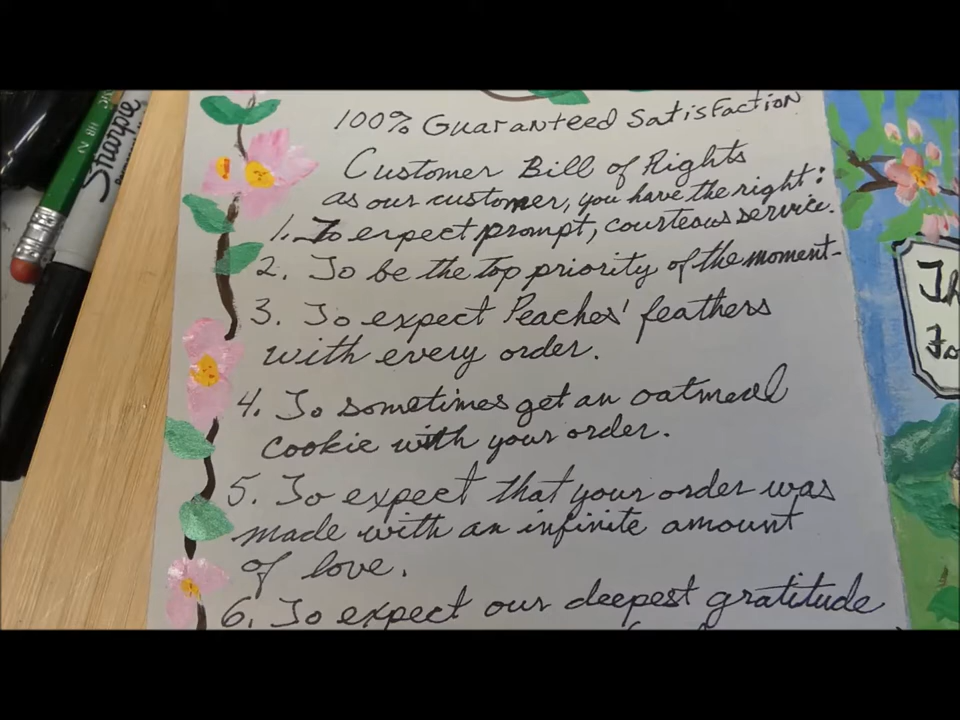 100% Guaranteed Satisfaction
Customer Bill of Rights
as our customer, you have the right:
1. To expect prompt, courteous service.
2. To be the top priority of the moment.
3. To expect Peaches' feathers
with every order.
4. To sometimes get an oatmeal
cookie with your order.
5. To expect that your order was
made with an infinite amount
of love.
6. To expect our deepest gratitude
Sharpie
HB 2